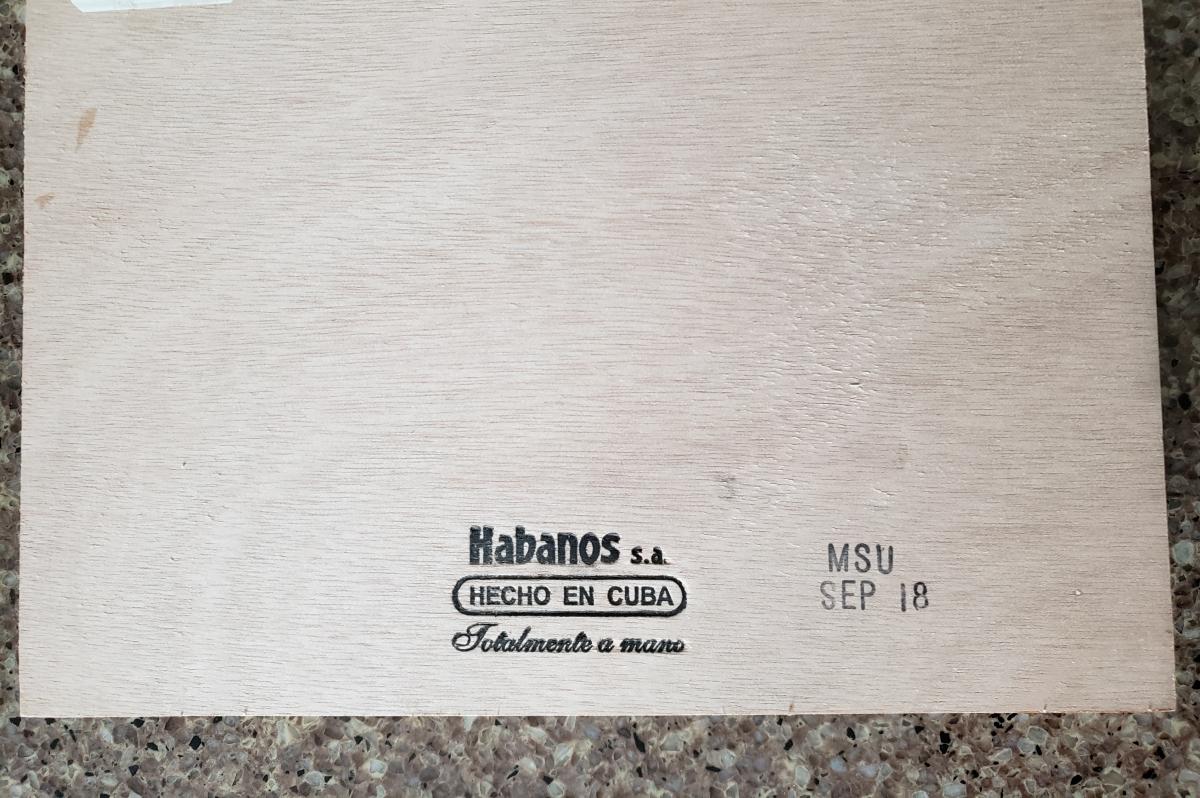 Habanos s.a.
HECHO EN CUBA
Totalmente a mano
MSU
SEP 18